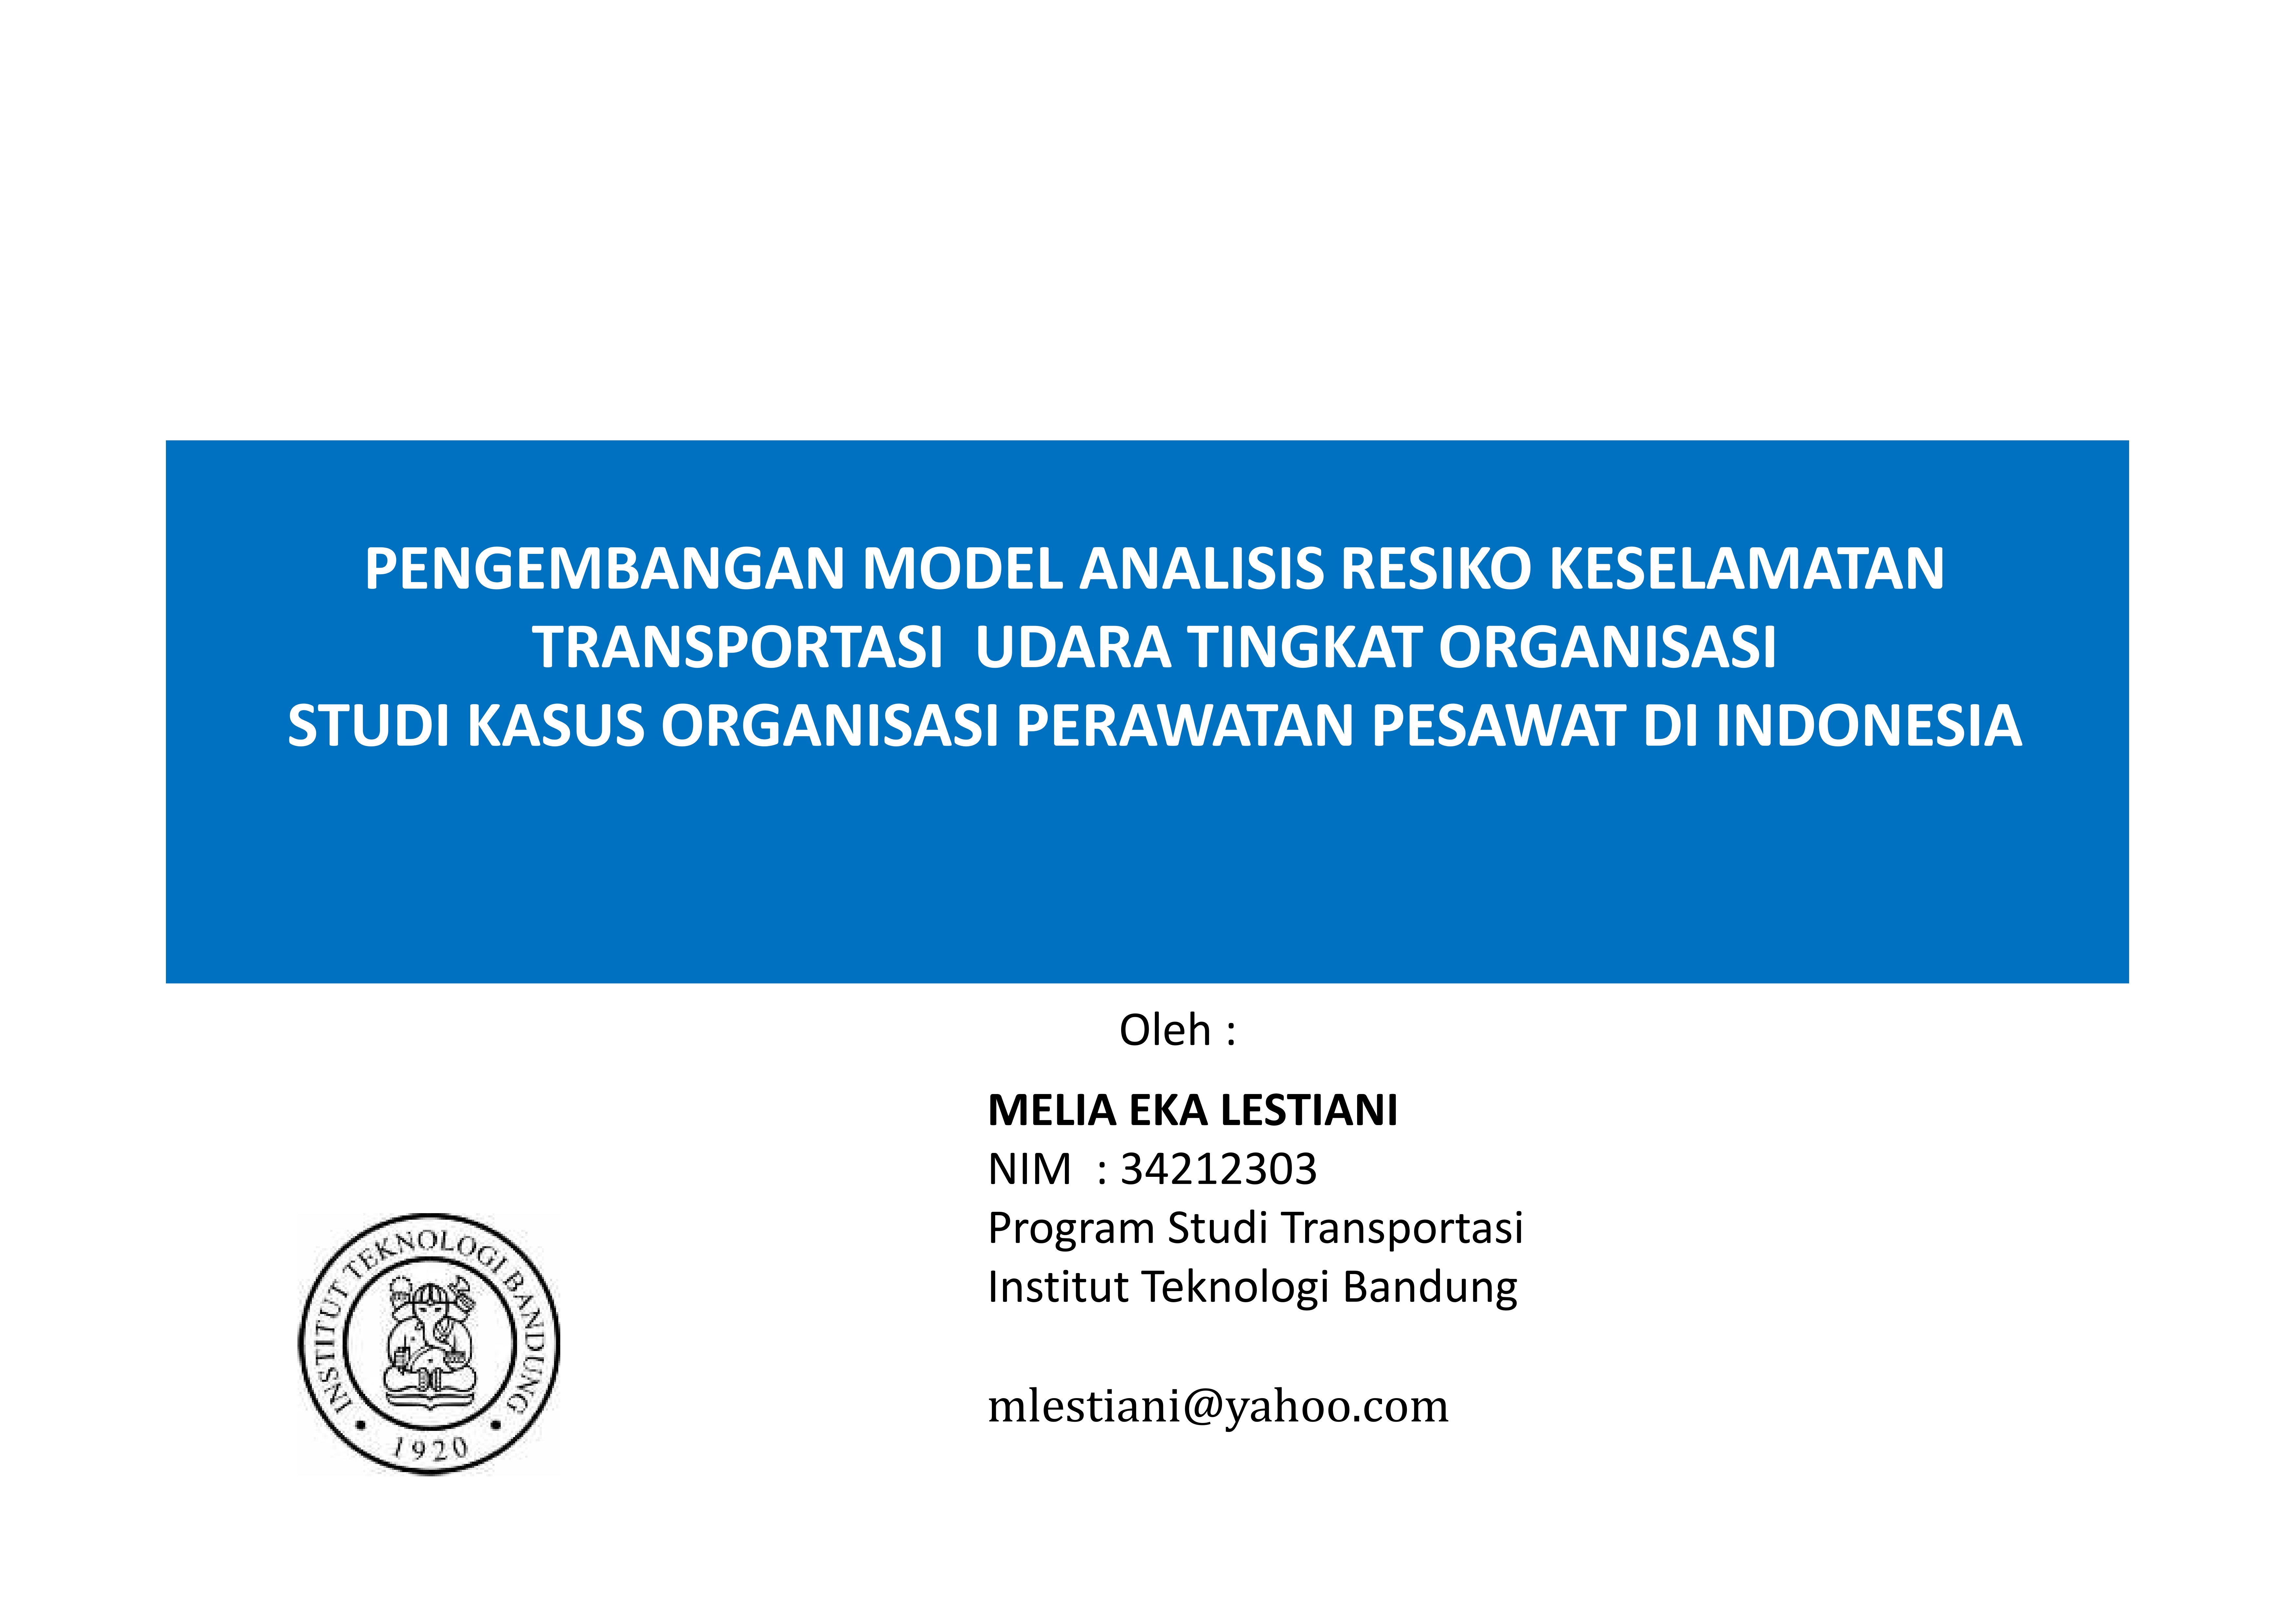 PENGEMBANGAN MODEL ANALISIS RESIKO KESELAMATAN
TRANSPORTASI  UDARA TINGKAT ORGANISASI
STUDI KASUS ORGANISASI PERAWATAN PESAWAT DI INDONESIA
Oleh :
MELIA EKA LESTIANI
NIM  : 34212303
Program Studi Transportasi
Institut Teknologi Bandung
mlestiani@yahoo.com
INSTITUT TEKNOLOGI BANDUNG
1920